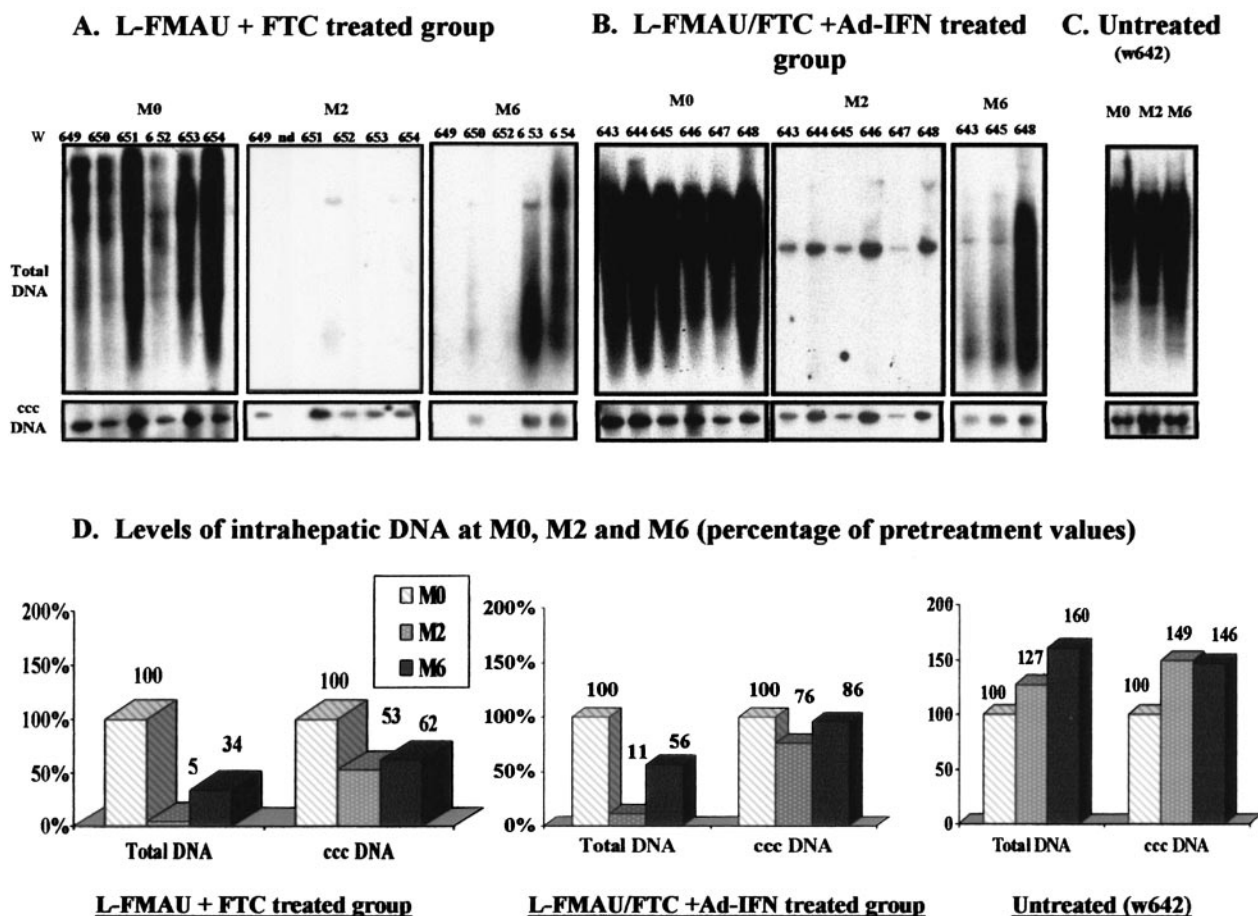 A. L-FMAU + FTC treated group
B. L-FMAU/FTC +Ad-IFN treated group
C. Untreated
(w642)
M0
M2
M6
M0
M2
M6
M0 M2 M6
W
649 650 651 6 52 653 654
649 nd 651 652 653 654
649 650 652 6 53 6 54
643 644 645 646 647 648
643 644 645 646 647 648
643 645 648
Total
DNA
ccc
DNA
D. Levels of intrahepatic DNA at M0, M2 and M6 (percentage of pretreatment values)
M0
M2
M6
200%
150%
100%
50%
0%
100
5
34
100
53
62
Total DNA
ccc DNA
L-FMAU + FTC treated group
200%
150%
100%
50%
0%
100
11
56
100
76
86
Total DNA
ccc DNA
L-FMAU/FTC +Ad-IFN treated group
200
150
100
50
0
100
127
160
100
149
146
Total DNA
ccc DNA
Untreated (w642)